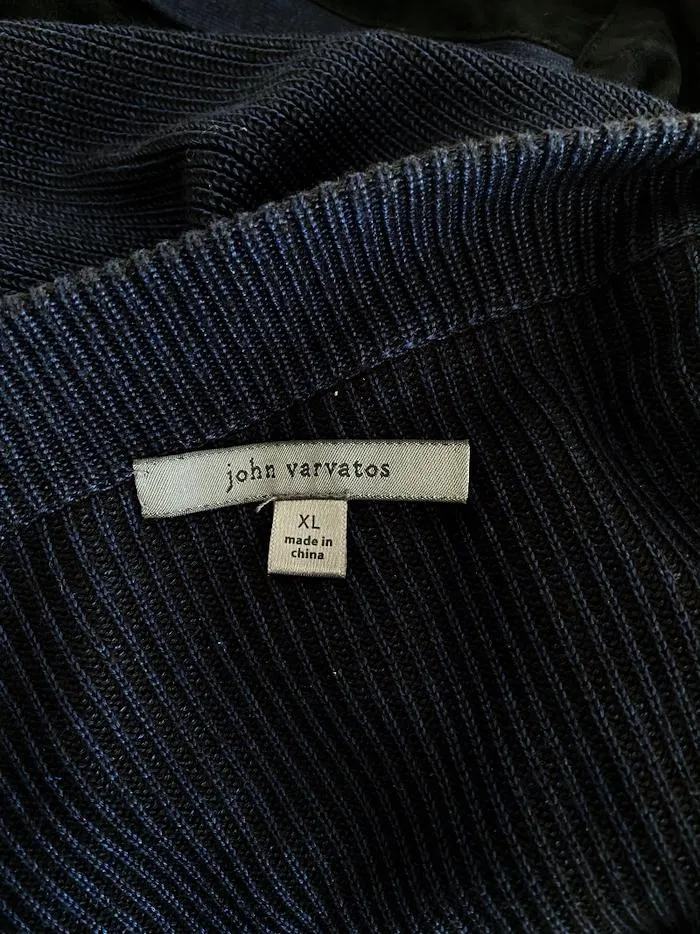 john varvatos
XL
made in
china